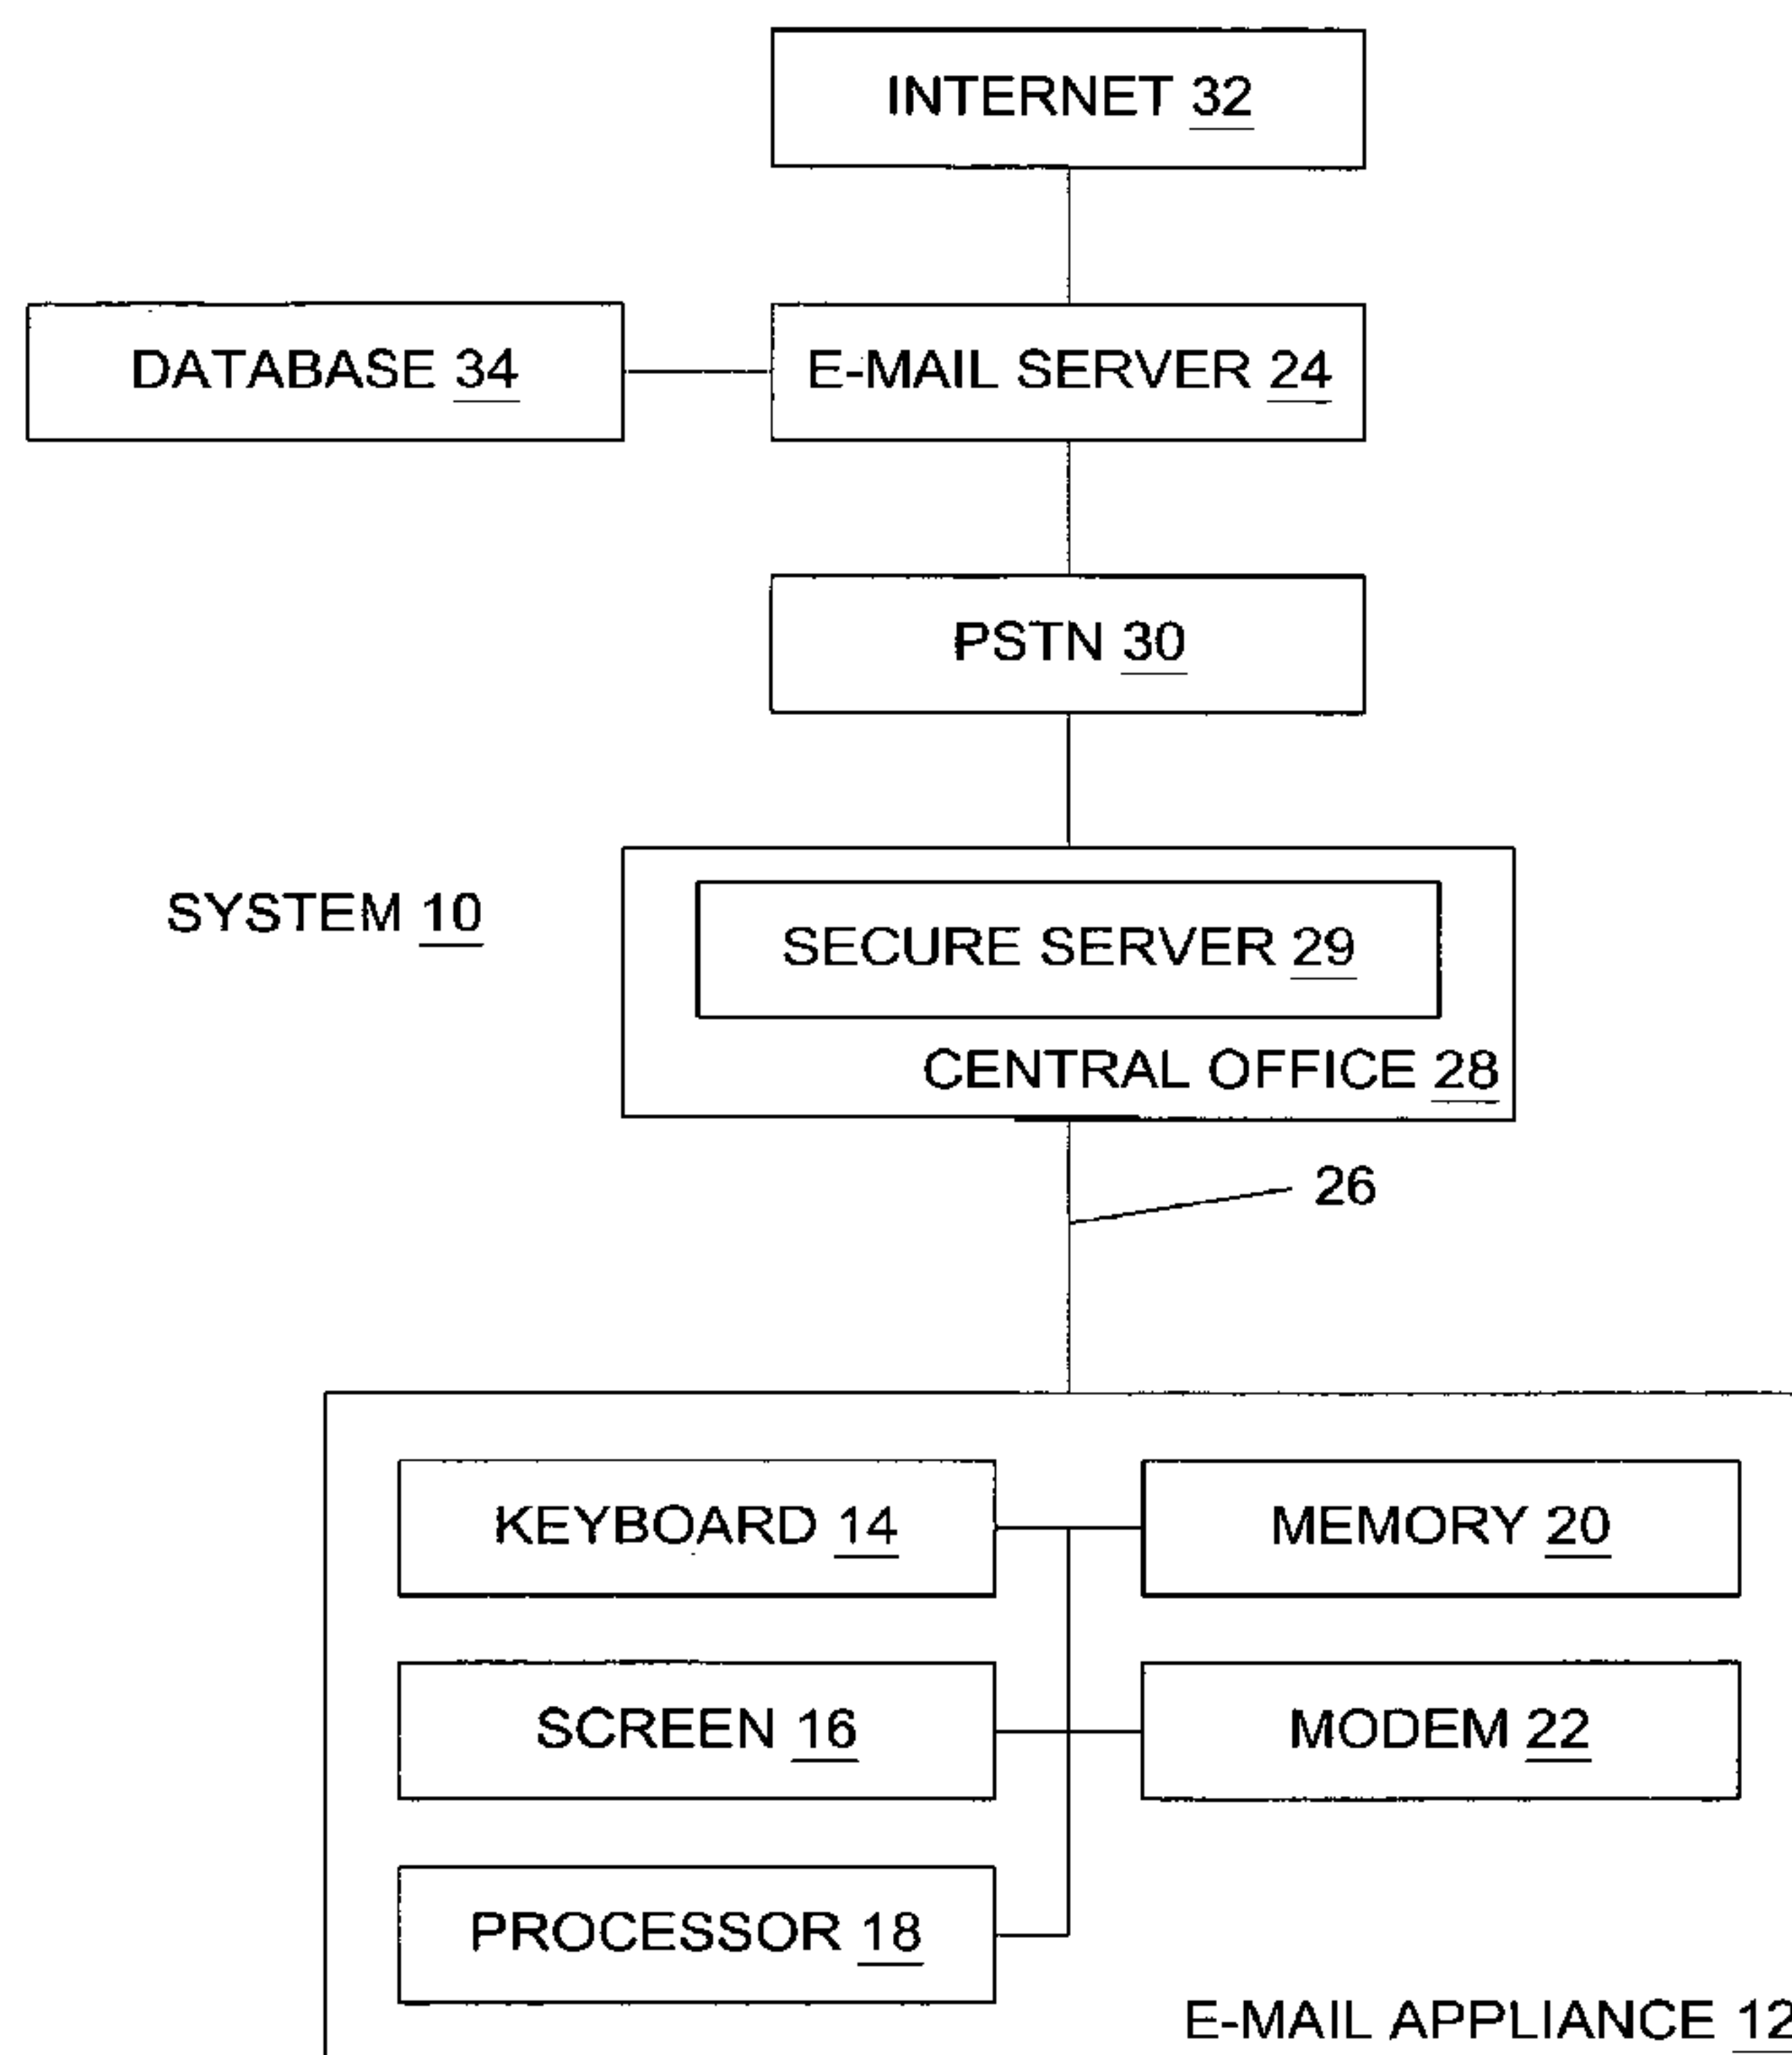 INTERNET 32
DATABASE 34
E-MAIL SERVER 24
PSTN 30
SYSTEM 10
SECURE SERVER 29
CENTRAL OFFICE 28
26
KEYBOARD 14
MEMORY 20
SCREEN 16
MODEM 22
PROCESSOR 18
E-MAIL APPLIANCE 12